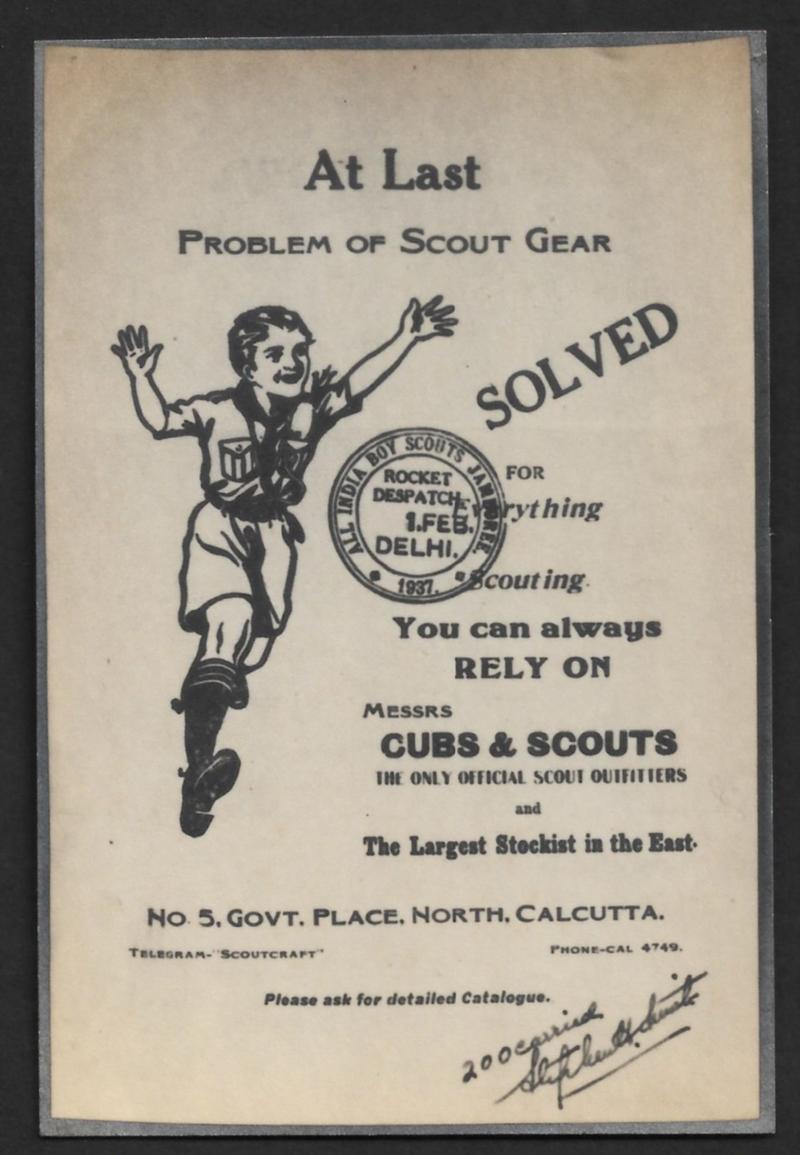 At Last
PROBLEM OF SCOUT GEAR
SOLVED
ALL INDIA BOY SCOUTS JAMBOREE.
ROCKET
DESPATCH
1.FEB.
DELHI.
1937.
FOR
Everything
Scouting.
You can always
RELY ON
MESSRS
CUBS & SCOUTS
THE ONLY OFFICIAL SCOUT OUTFITTERS
and
The Largest Stockist in the East.
NO. 5, GOVT. PLACE, NORTH, CALCUTTA.
TELEGRAM-"SCOUTCRAFT"
PHONE-CAL 4749.
Please ask for detailed Catalogue.
200 carried
Stephen H. Smith